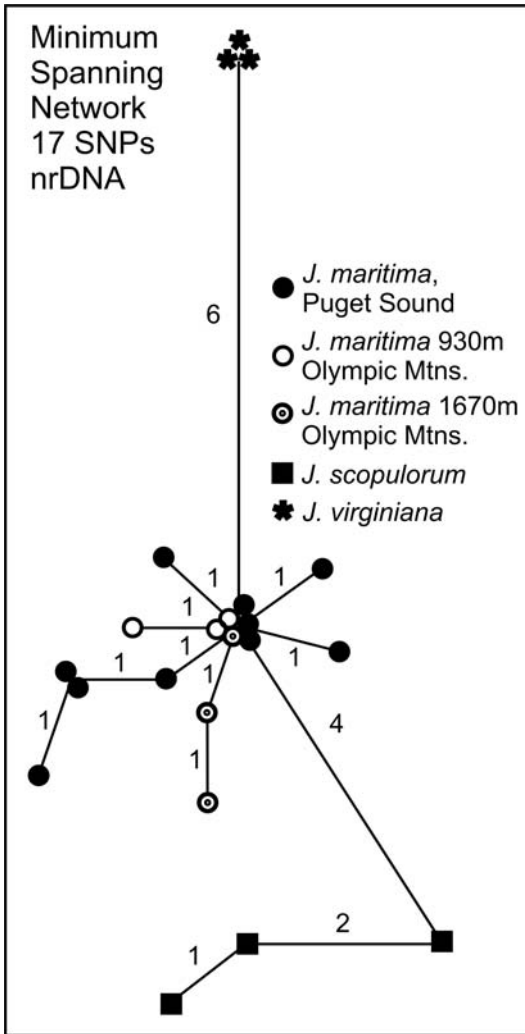 Minimum
Spanning
Network
17 SNPs
nrDNA
6
J. maritima,
Puget Sound
J. maritima 930m
Olympic Mtns.
J. maritima 1670m
Olympic Mtns.
J. scopulorum
J. virginiana
1
1
1
1
1
1
1
1
1
4
2
1